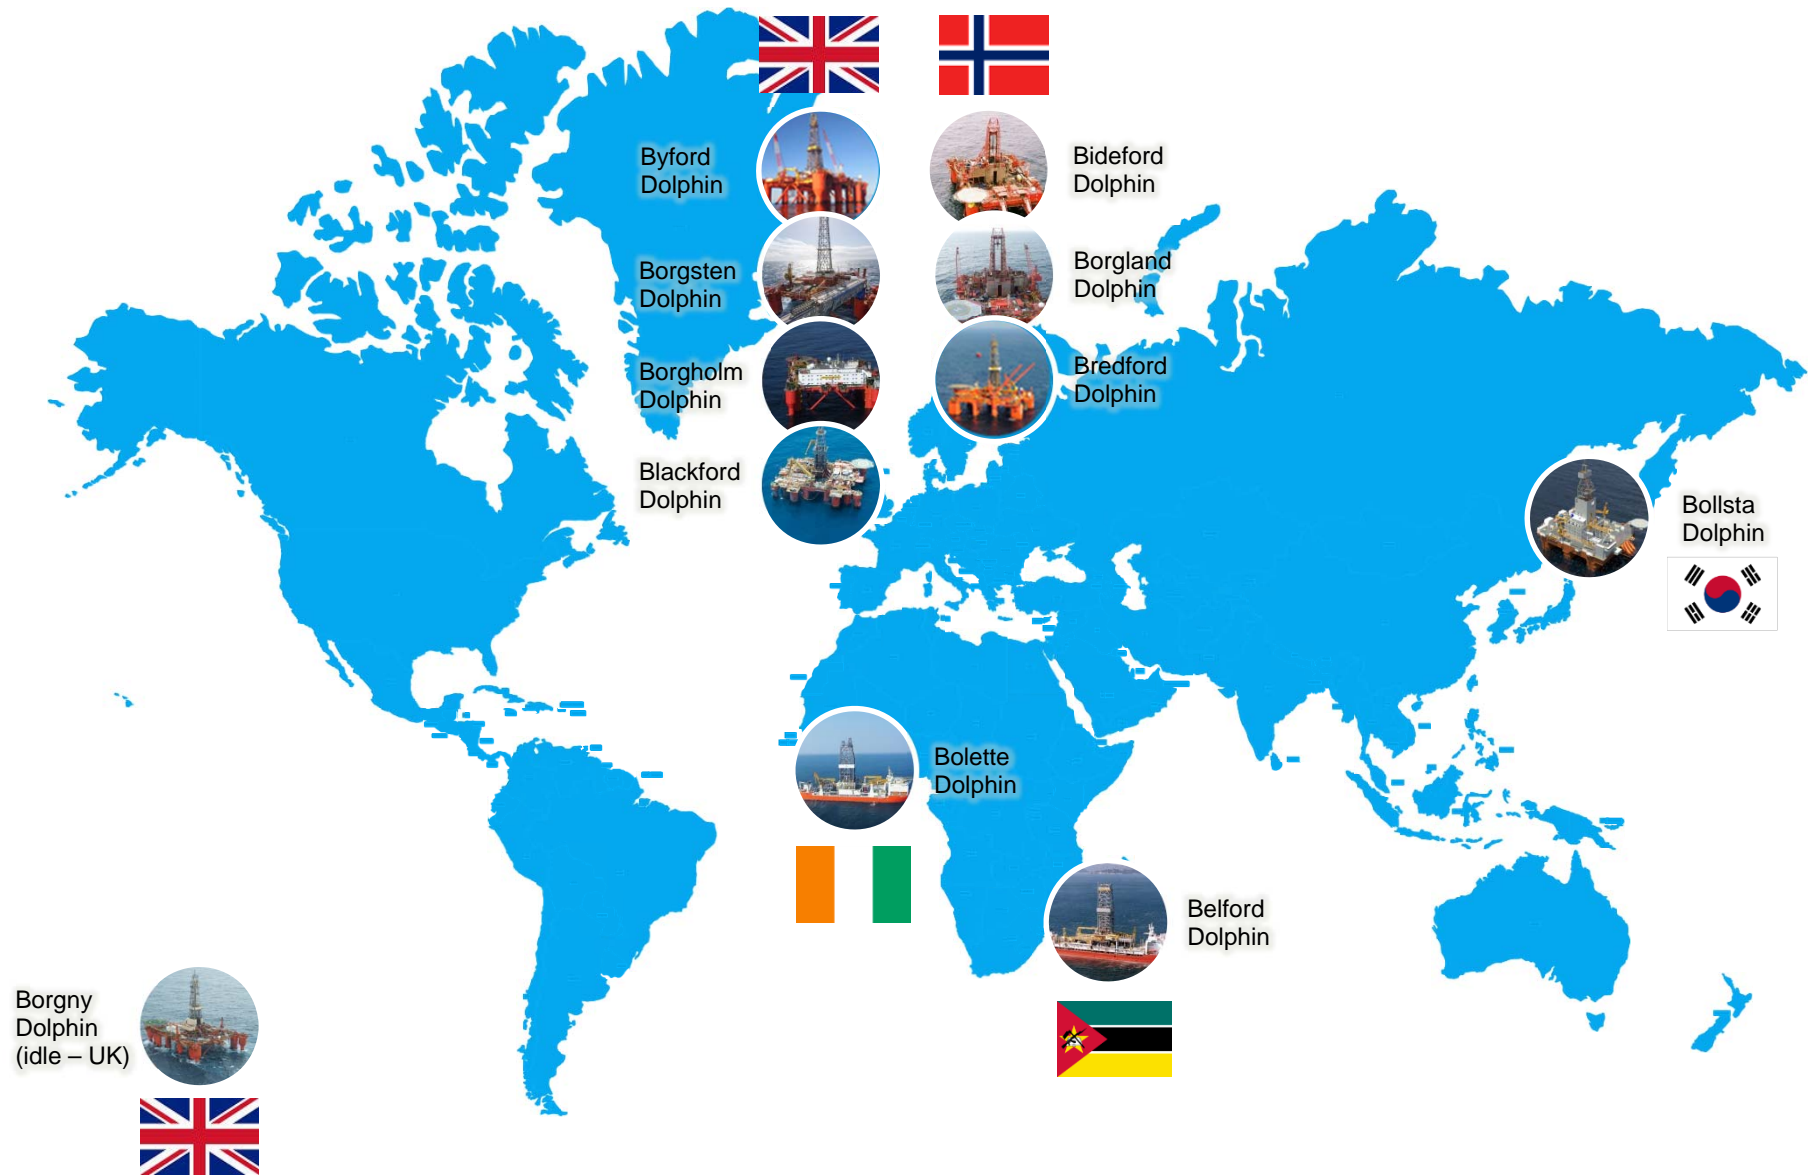 Byford
Dolphin
Bideford
Dolphin
Borgsten
Dolphin
Borgland
Dolphin
Borgholm
Dolphin
Bredford
Dolphin
Blackford
Dolphin
Bollsta
Dolphin
Bolette
Dolphin
Belford
Dolphin
Borgny
Dolphin
(idle – UK)